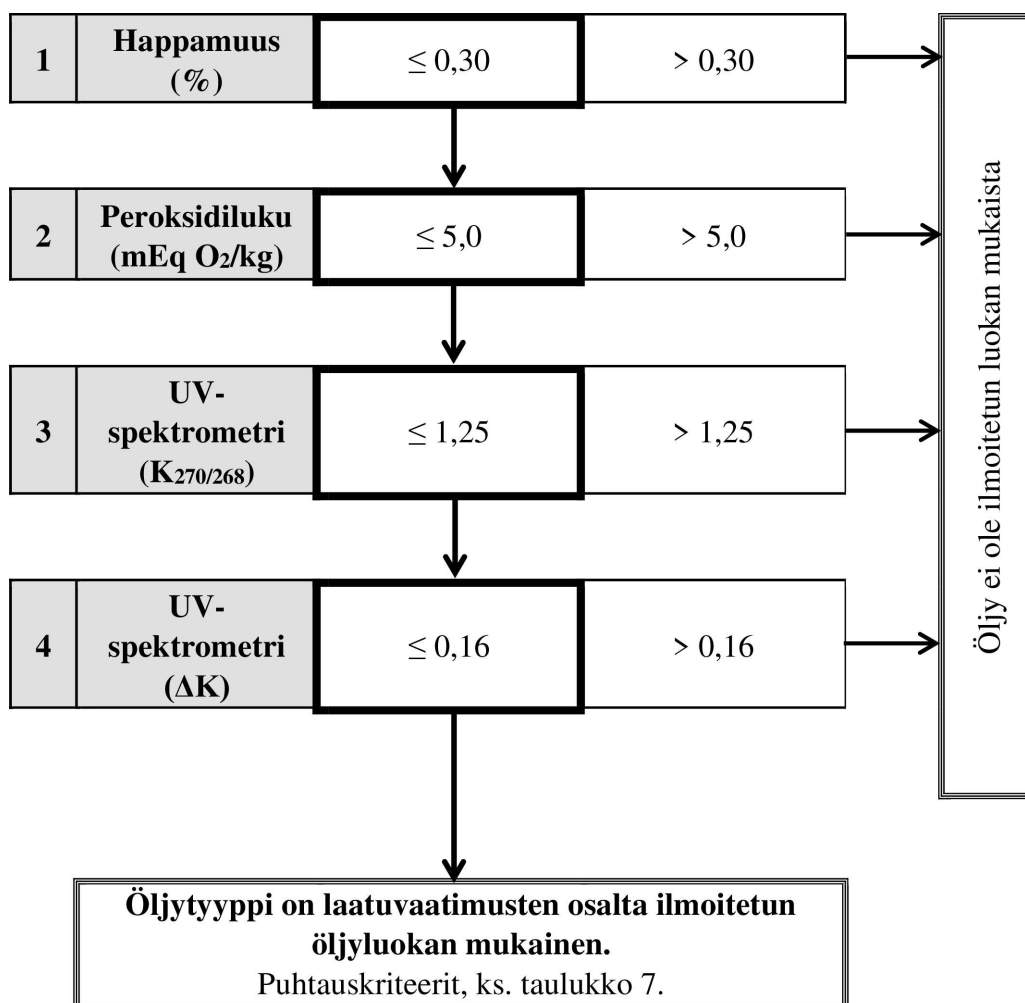 1
Happamuus
(%)
≤ 0,30
> 0,30
2
Peroksidiluku
(mEq O₂/kg)
≤ 5,0
> 5,0
3
UV-
spektrometri
(K₂₇₀/₂₆₈)
≤ 1,25
> 1,25
4
UV-
spektrometri
(ΔK)
≤ 0,16
> 0,16
Öljy ei ole ilmoitetun luokan mukaista
Öljytyyppi on laatuvaatimusten osalta ilmoitetun
öljyluokan mukainen.
Puhtauskriteerit, ks. taulukko 7.